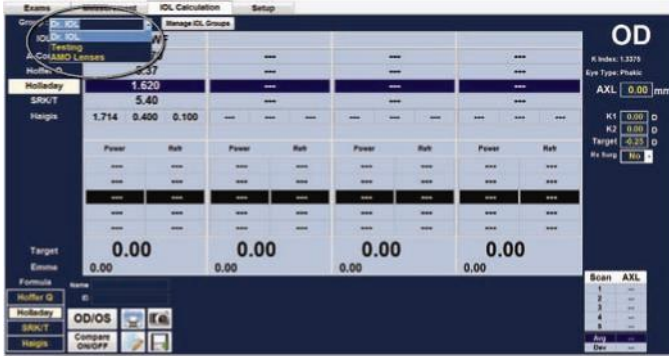 Exams Measurement IOL Calculation Setup
Group Dr. IOL Manage IOL Groups
Dr. IOL
Testing
AMO Lenses
OD
K Index: 1.3375
Eye Type: Phakic
AXL 0.00 mm
K1 0.00 D
K2 0.00 D
Target -0.25 D
Rx Surg No
IOL WF
--- --- ---
Hoffer Q 5.37 --- --- ---
Holladay 1.620 --- --- ---
SRK/T 5.40 --- --- ---
Haigis 1.714 0.400 0.100 --- --- --- --- --- --- --- --- ---
Power Refr Power Refr Power Refr Power Refr
--- --- --- --- --- --- --- ---
--- --- --- --- --- --- --- ---
--- --- --- --- --- --- --- ---
--- --- --- --- --- --- --- ---
--- --- --- --- --- --- --- ---
Target 0.00 0.00 0.00 0.00
Emme 0.00 0.00 0.00 0.00
Formula
Hoffer Q
Holladay
SRK/T
Haigis
Name
ID
OD/OS
Compare
ON/OFF
Scan AXL
1 ---
2 ---
3 ---
4 ---
5 ---
Avg ---
Dev ---